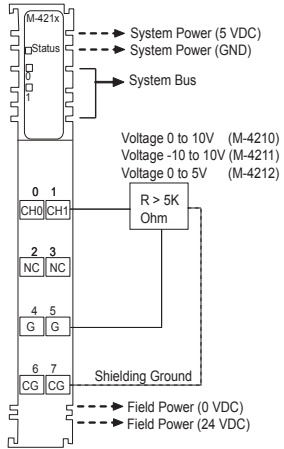 M-421x
Status
0
1
System Power (5 VDC)
System Power (GND)
System Bus
Voltage 0 to 10V (M-4210)
Voltage -10 to 10V (M-4211)
Voltage 0 to 5V (M-4212)
0 1
CH0 CH1
R > 5K
Ohm
2 3
NC NC
4 5
G G
6 7
CG CG
Shielding Ground
Field Power (0 VDC)
Field Power (24 VDC)